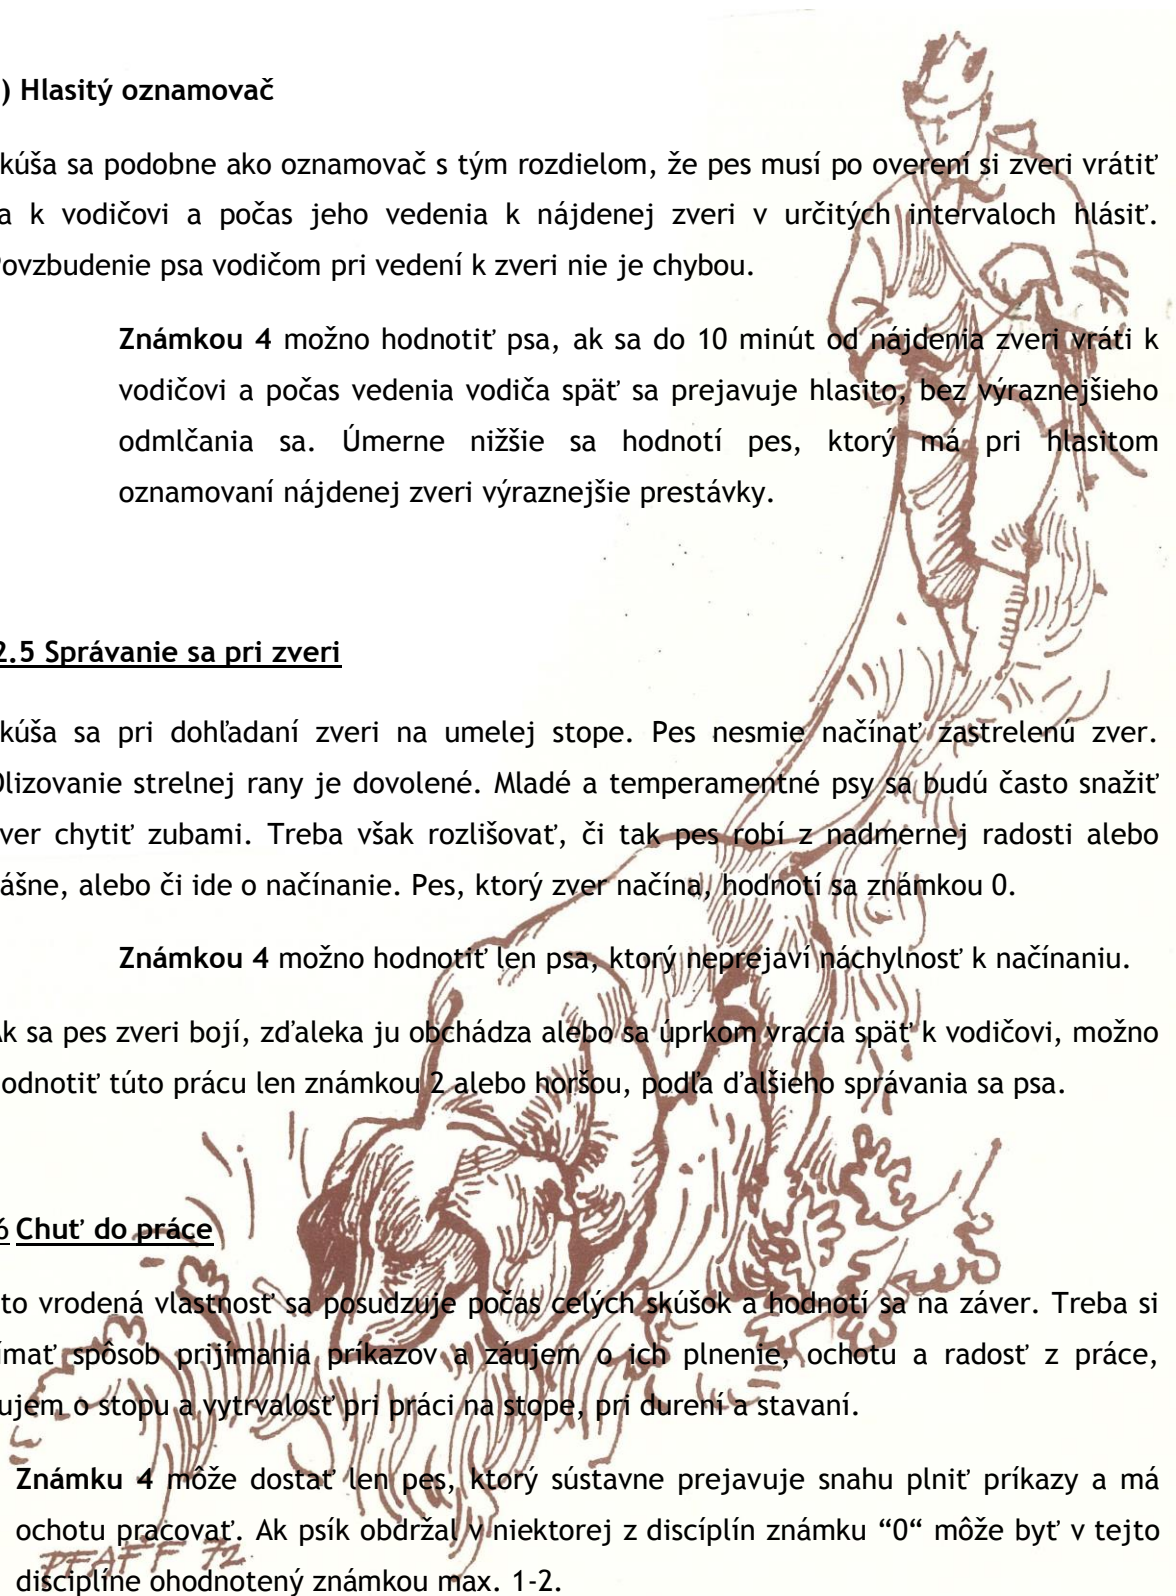 ) Hlasitý oznamovač
kúša sa podobne ako oznamovač s tým rozdielom, že pes musí po overení si zveri vrátiť
a k vodičovi a počas jeho vedenia k nájdenej zveri v určitých intervaloch hlásiť.
ovzbudenie psa vodičom pri vedení k zveri nie je chybou.
Známkou 4 možno hodnotiť psa, ak sa do 10 minút od nájdenia zveri vráti k
vodičovi a počas vedenia vodiča späť sa prejavuje hlasito, bez výraznejšieho
odmlčania sa. Úmerne nižšie sa hodnotí pes, ktorý má pri hlasitom
oznamovaní nájdenej zveri výraznejšie prestávky.
2.5 Správanie sa pri zveri
kúša sa pri dohľadaní zveri na umelej stope. Pes nesmie načínať zastrelenú zver.
lizovanie strelnej rany je dovolené. Mladé a temperamentné psy sa budú často snažiť
ver chytiť zubami. Treba však rozlišovať, či tak pes robí z nadmernej radosti alebo
ášne, alebo či ide o načínanie. Pes, ktorý zver načína, hodnotí sa známkou 0.
Známkou 4 možno hodnotiť len psa, ktorý neprejaví náchylnosť k načínaniu.
k sa pes zveri bojí, zďaleka ju obchádza alebo sa úprkom vracia späť k vodičovi, možno
odnotiť túto prácu len známkou 2 alebo horšou, podľa ďalšieho správania sa psa.
6 Chuť do práce
to vrodená vlastnosť sa posudzuje počas celých skúšok a hodnotí sa na záver. Treba si
ímať spôsob prijímania príkazov a záujem o ich plnenie, ochotu a radosť z práce,
ujem o stopu a vytrvalosť pri práci na stope, pri durení a stavaní.
Známku 4 môže dostať len pes, ktorý sústavne prejavuje snahu plniť príkazy a má
ochotu pracovať. Ak psík obdržal v niektorej z discíplín známku “0“ môže byť v tejto
disciplíne ohodnotený známkou max. 1-2.
PFAFF 72